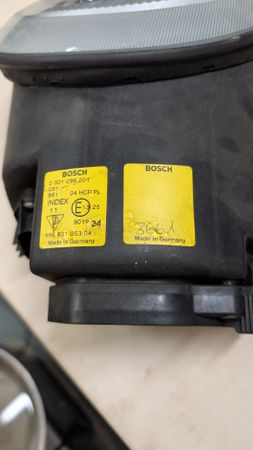 BOSCH
0 301 096 201
04 HCR PL
INDEX
11
E
9019 24
996.631.053.04
Made in Germany
BOSCH
3661
Made in Germany